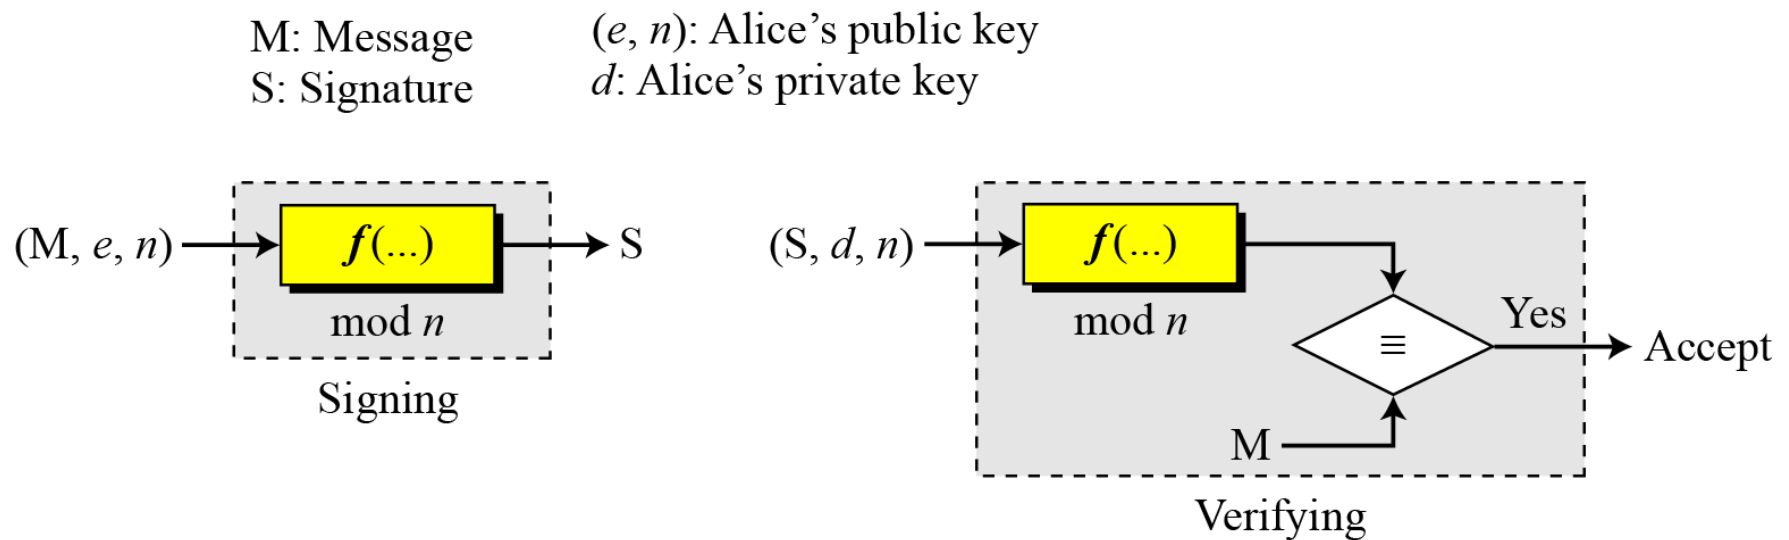 M: Message
S: Signature
(e, n): Alice’s public key
d: Alice’s private key
(M, e, n)
f(...)
mod n
S
Signing
(S, d, n)
f(...)
mod n
≡
Yes
Accept
M
Verifying